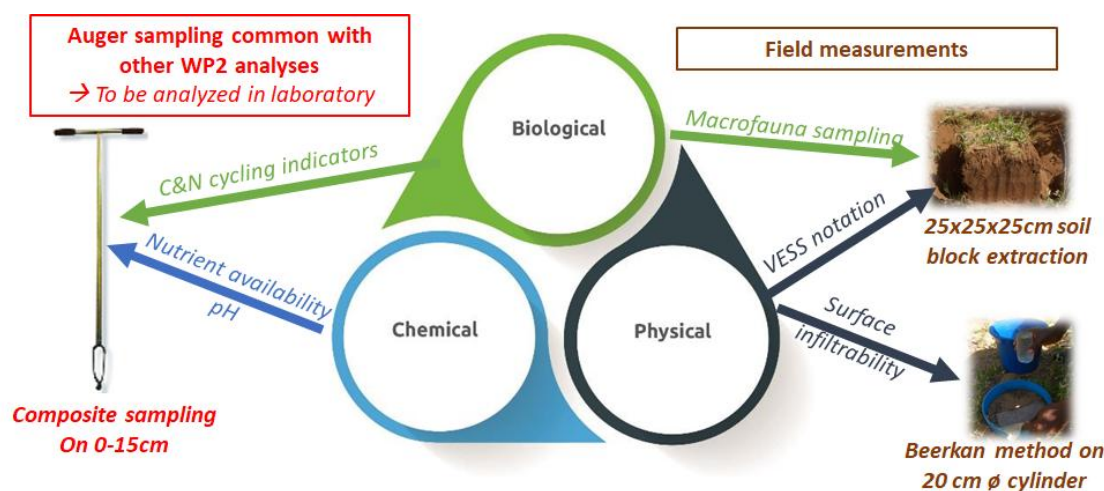 Auger sampling common with
other WP2 analyses
→ To be analyzed in laboratory
Field measurements
Biological
Macrofauna sampling
C&N cycling indicators
VESS notation
25x25x25cm soil
block extraction
Nutrient availability
pH
Chemical
Physical
Surface
infiltrability
Composite sampling
On 0-15cm
Beerkan method on
20 cm ø cylinder